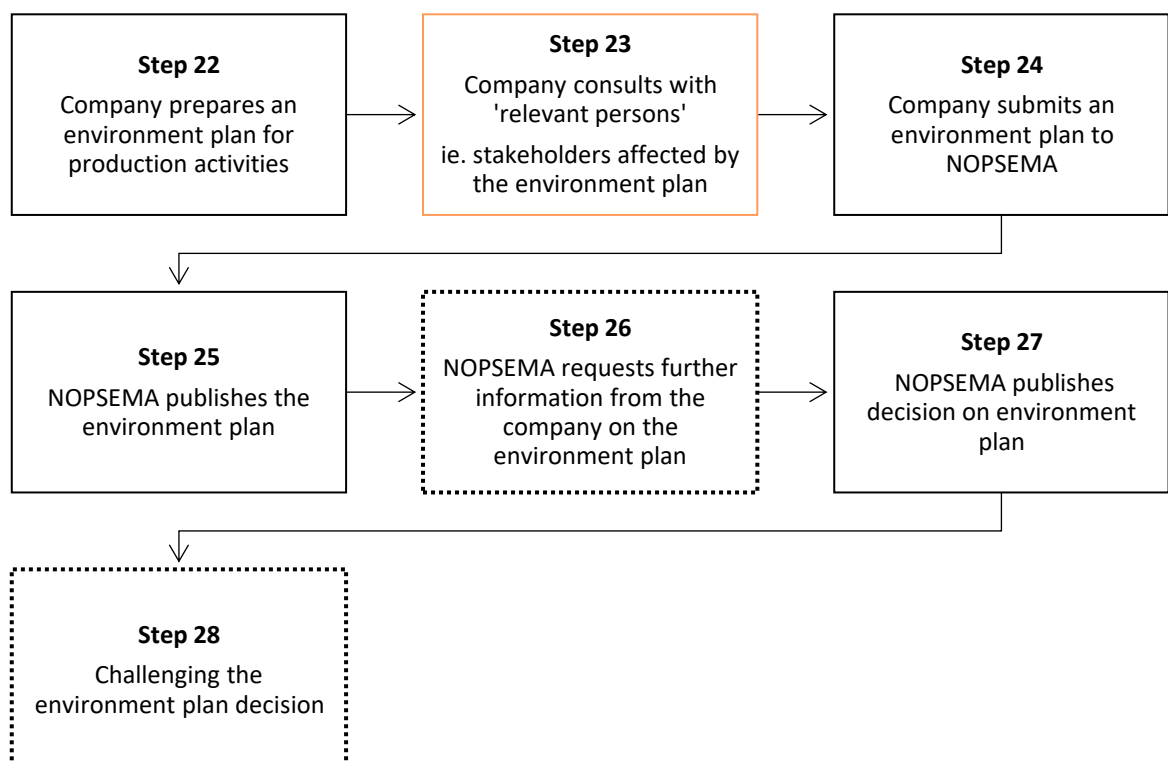 Step 22
Company prepares an
environment plan for
production activities
Step 23
Company consults with
'relevant persons'
ie. stakeholders affected by
the environment plan
Step 24
Company submits an
environment plan to
NOPSEMA
Step 25
NOPSEMA publishes the
environment plan
Step 26
NOPSEMA requests further
information from the
company on the
environment plan
Step 27
NOPSEMA publishes
decision on environment
plan
Step 28
Challenging the
environment plan decision